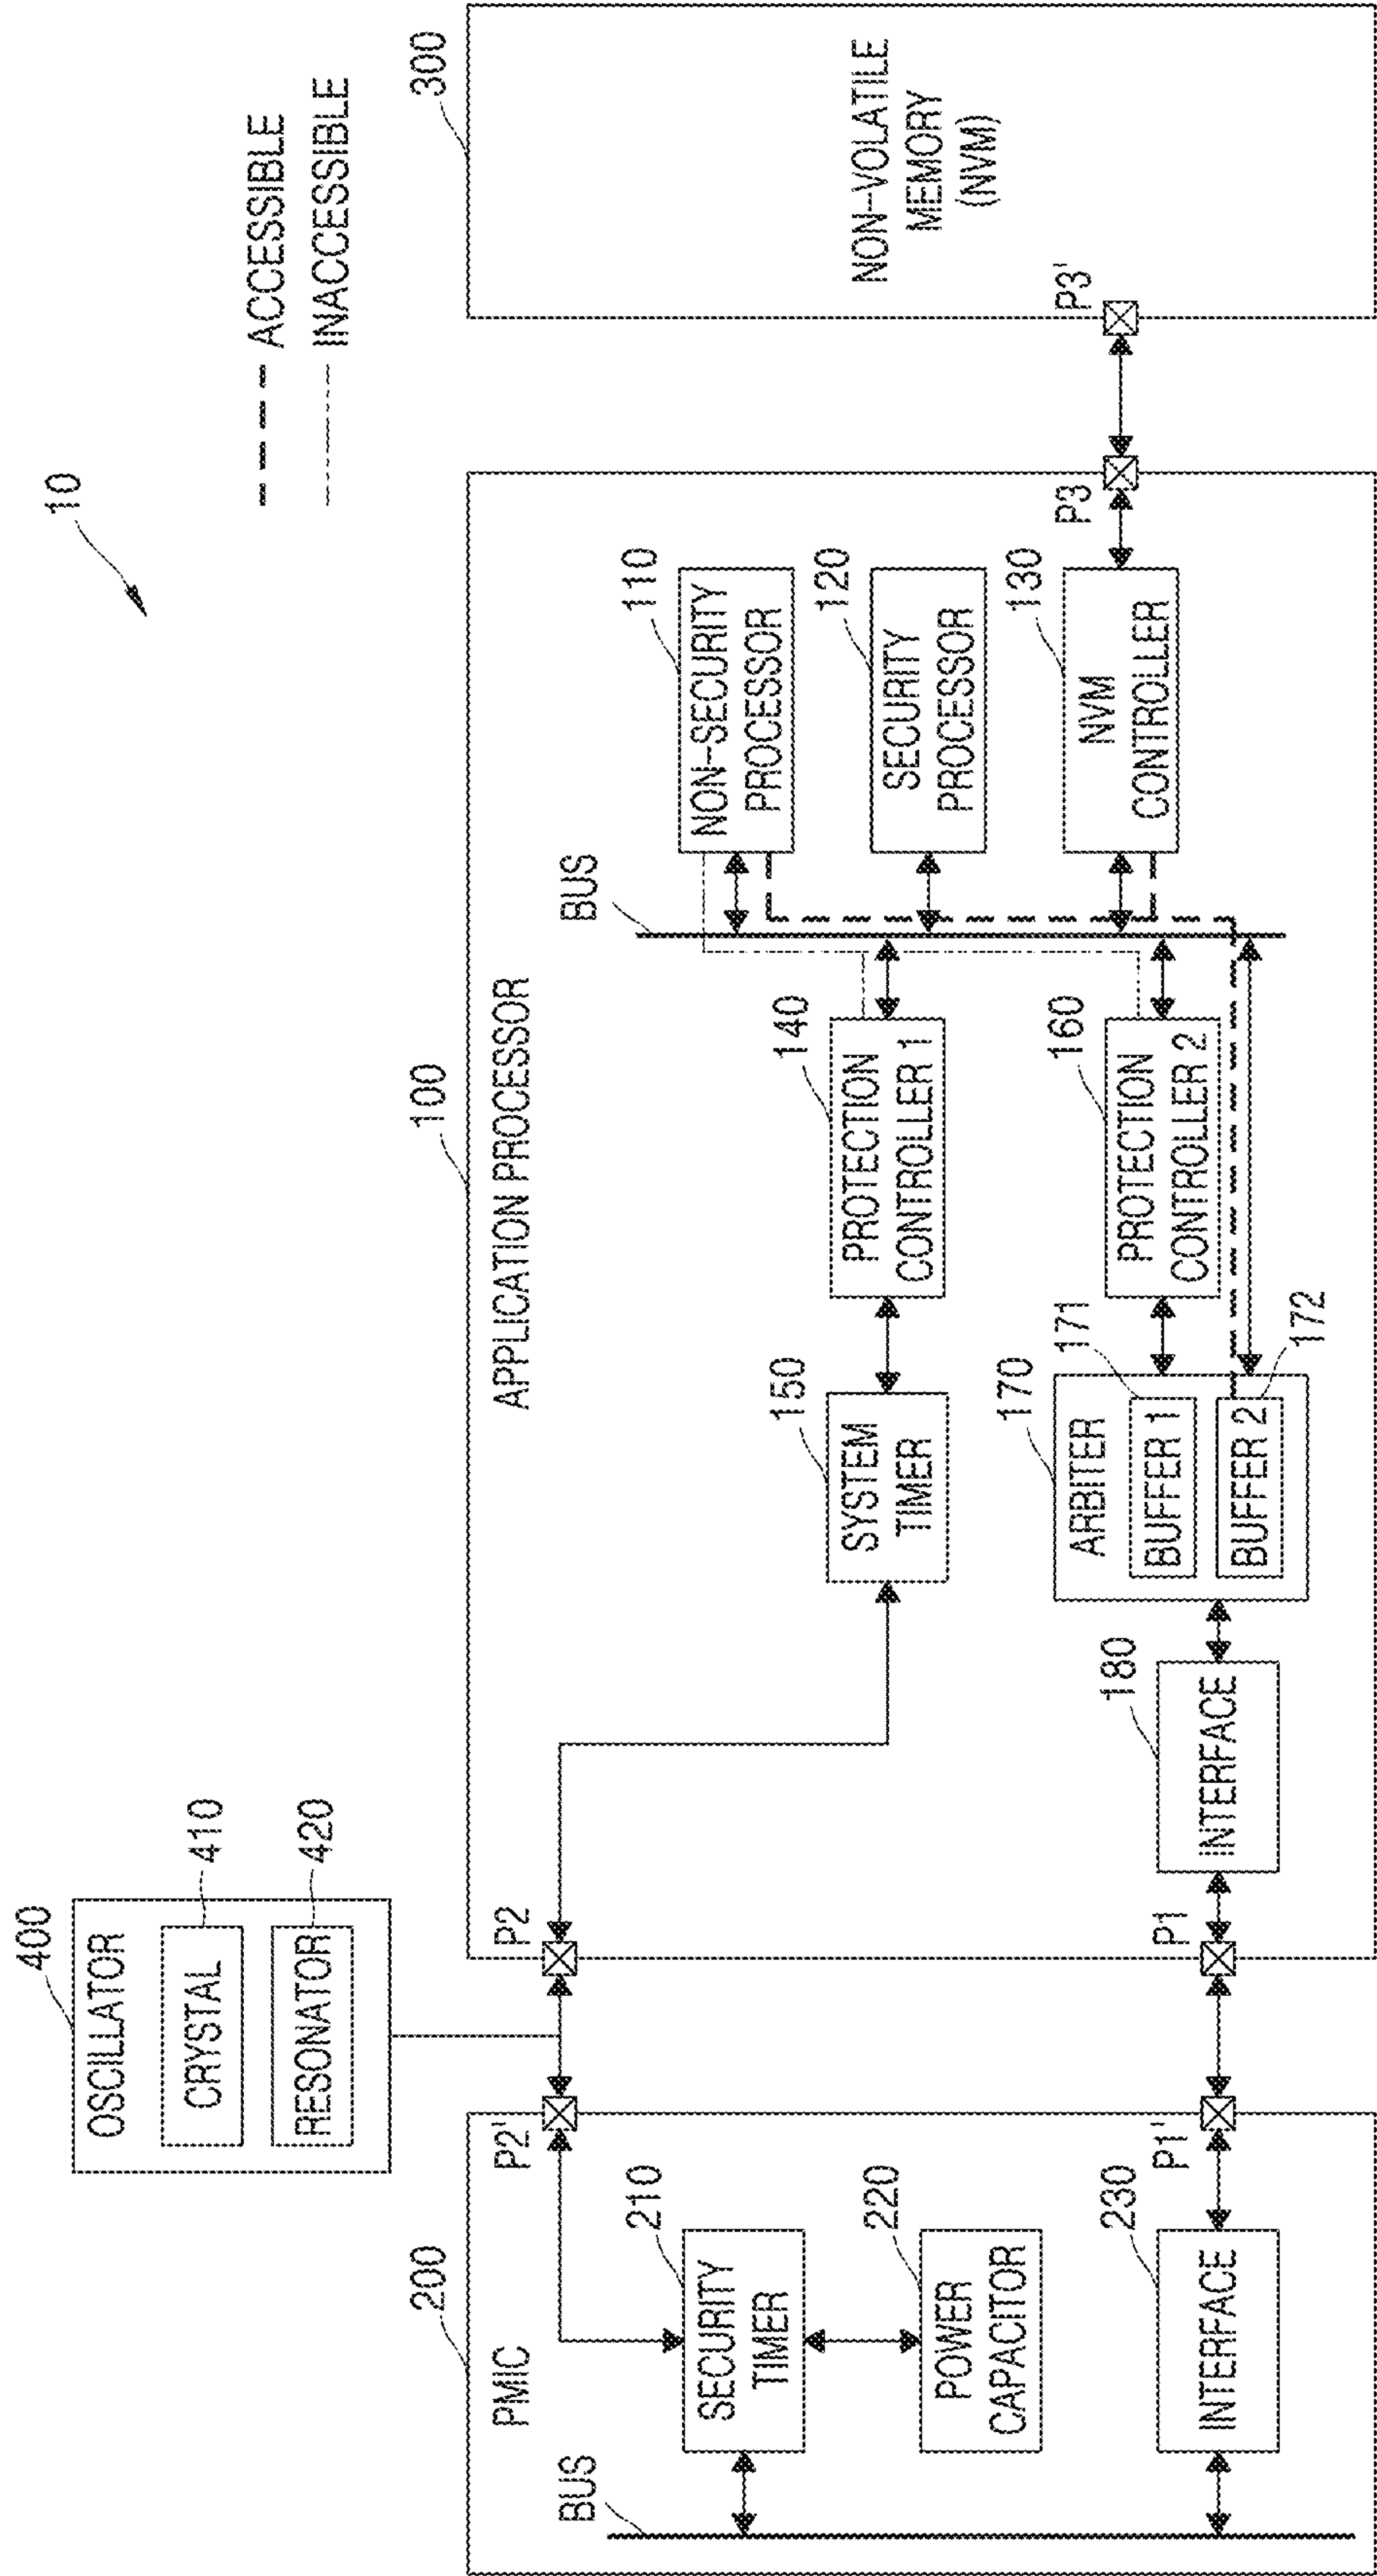 10
ACCESSIBLE
INACCESSIBLE
400
OSCILLATOR
CRYSTAL
410
RESONATOR
420
200
PMIC
BUS
P2'
210
SECURITY
TIMER
220
POWER
CAPACITOR
230
INTERFACE
P1'
100
APPLICATION PROCESSOR
P2
P1
180
INTERFACE
150
SYSTEM
TIMER
170
ARBITER
171
BUFFER 1
BUFFER 2
172
140
PROTECTION
CONTROLLER 1
160
PROTECTION
CONTROLLER 2
BUS
110
NON-SECURITY
PROCESSOR
120
SECURITY
PROCESSOR
130
NVM
CONTROLLER
P3
300
P3'
NON-VOLATILE
MEMORY
(NVM)